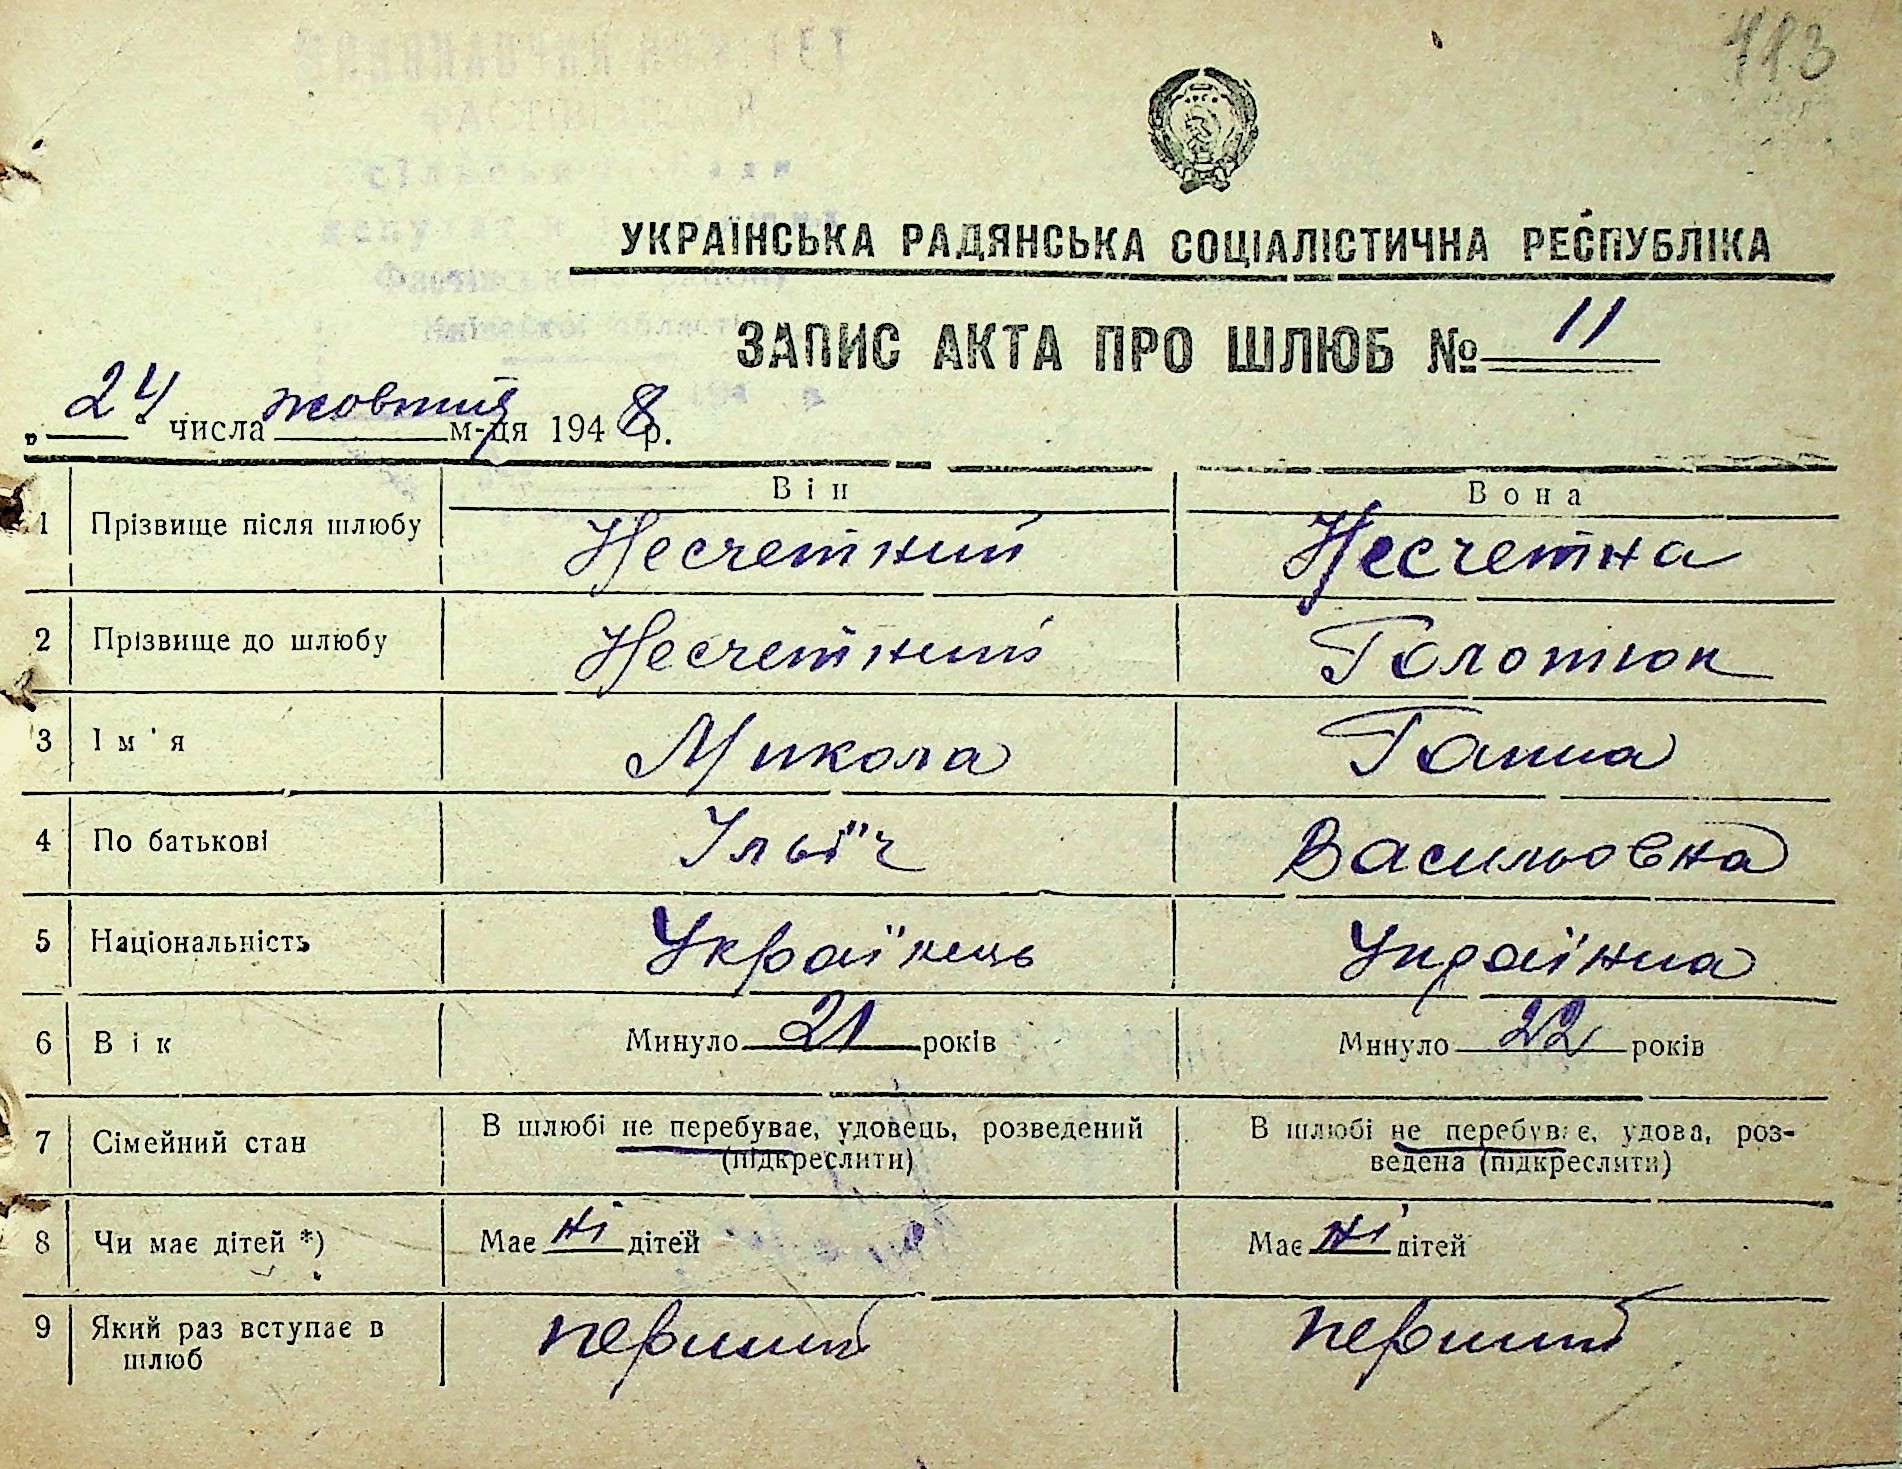 113
УКРАЇНСЬКА РАДЯНСЬКА СОЦІАЛІСТИЧНА РЕСПУБЛІКА
ЗАПИС АКТА ПРО ШЛЮБ № 11
„24“ числа жовтня м-ця 1948 р.
Він Вона
1 Прізвище після шлюбу Несчетний Несчетна
2 Прізвище до шлюбу Несчетний Голотюк
3 Ім'я Микола Ганна
4 По батькові Ільїч Васильовна
5 Національність Українець Українка
6 Вік Минуло 21 років Минуло 22 років
7 Сімейний стан В шлюбі не перебуває, удовець, розведений В шлюбі не перебуває, удова, роз-
(підкреслити) ведена (підкреслити)
8 Чи має дітей *) Має ні дітей Має ні дітей
9 Який раз вступає в перший перший
шлюб